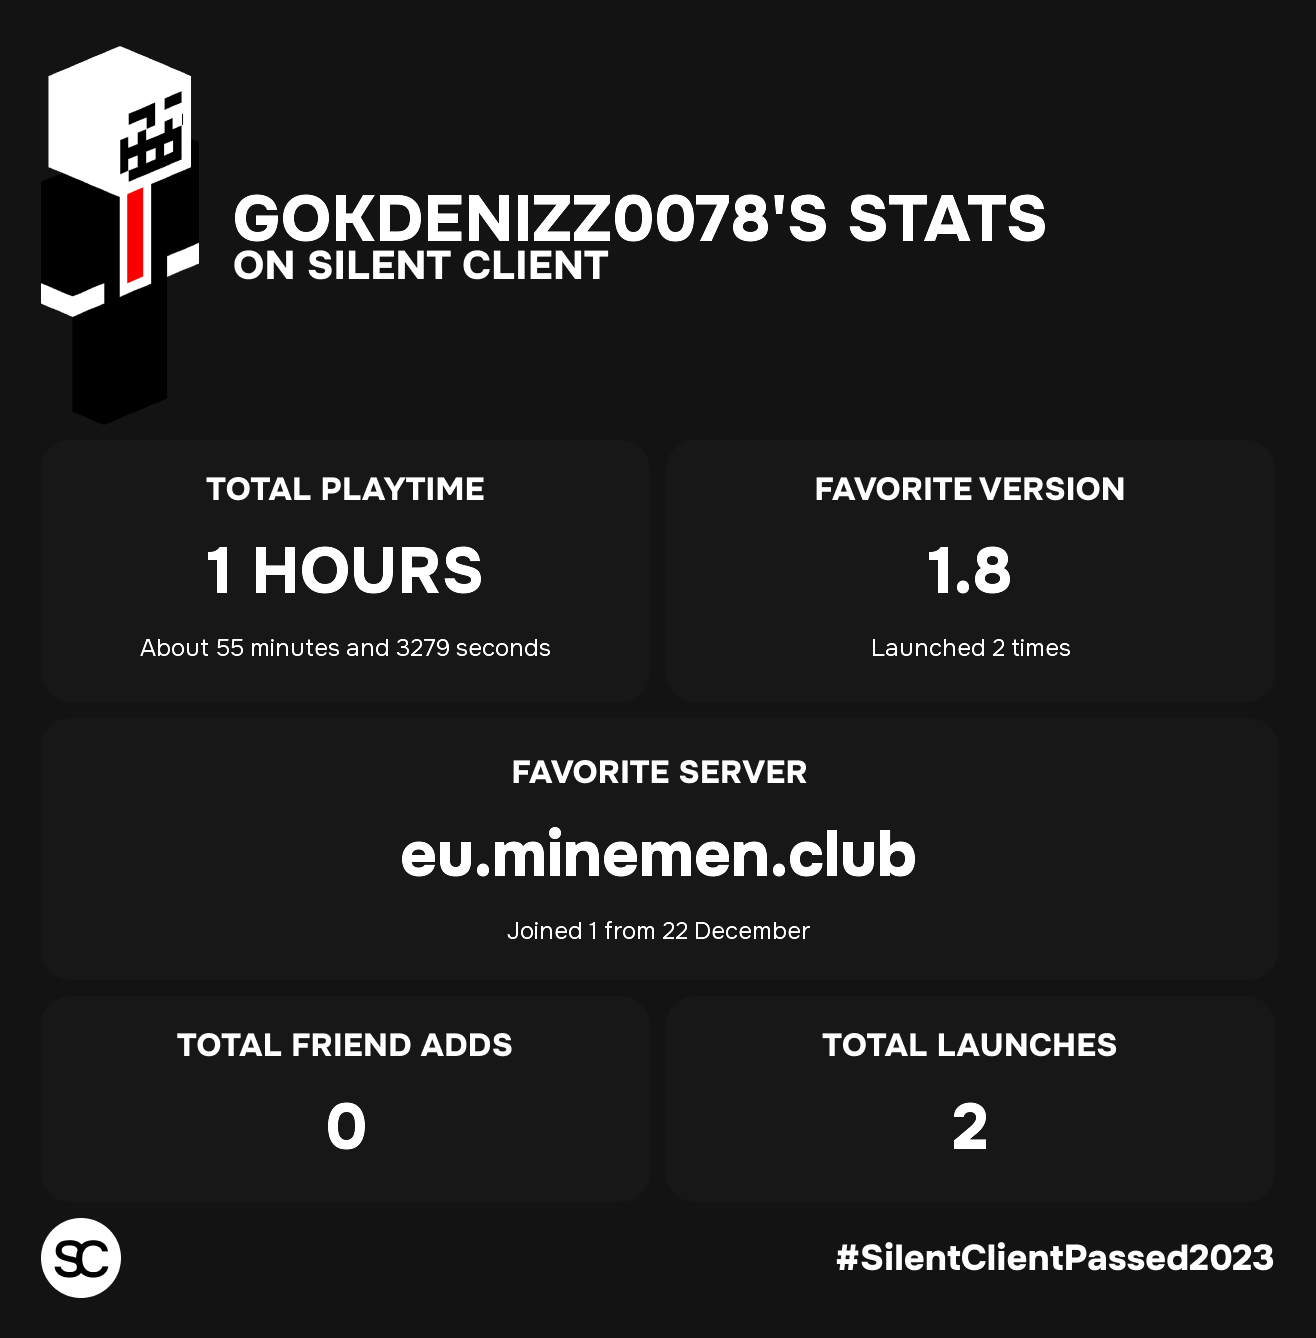 GOKDENIZZ0078'S STATS
ON SILENT CLIENT
TOTAL PLAYTIME
1 HOURS
About 55 minutes and 3279 seconds
FAVORITE VERSION
1.8
Launched 2 times
FAVORITE SERVER
eu.minemen.club
Joined 1 from 22 December
TOTAL FRIEND ADDS
0
TOTAL LAUNCHES
2
SC
#SilentClientPassed2023